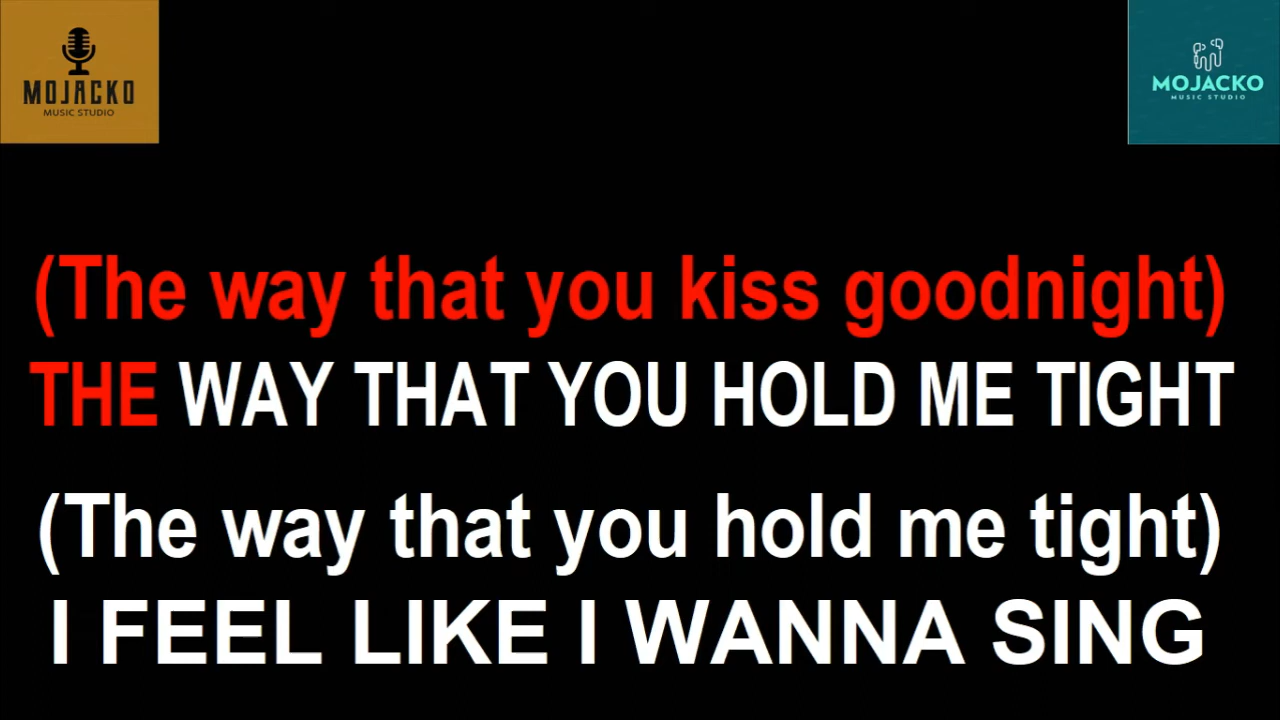 MOJACKO
MUSIC STUDIO
MOJACKO
MUSIC STUDIO
(The way that you kiss goodnight)
THE WAY THAT YOU HOLD ME TIGHT
(The way that you hold me tight)
I FEEL LIKE I WANNA SING